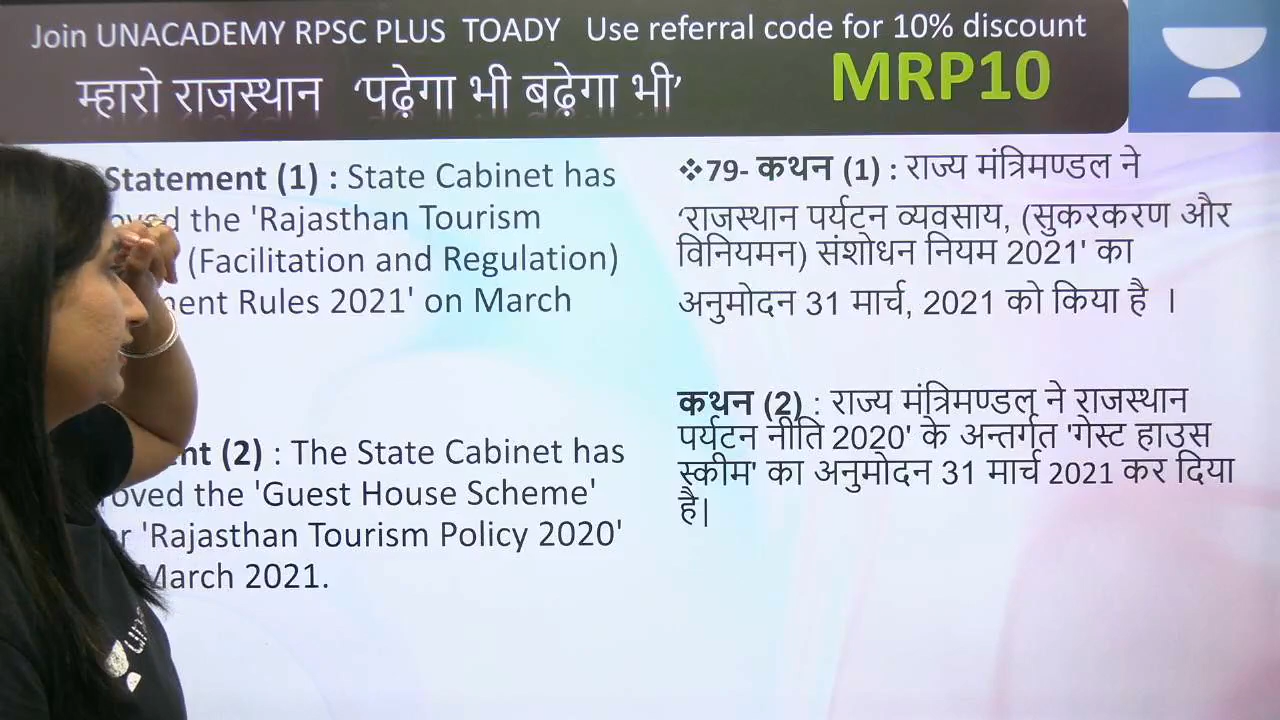 Join UNACADEMY RPSC PLUS TOADY Use referral code for 10% discount
म्हारो राजस्थान ‘पढ़ेगा भी बढ़ेगा भी’
MRP10
Statement (1) : State Cabinet has
the 'Rajasthan Tourism
(Facilitation and Regulation)
Rules 2021' on March
(2) : The State Cabinet has
the 'Guest House Scheme'
'Rajasthan Tourism Policy 2020'
March 2021.
❖79- कथन (1) : राज्य मंत्रिमण्डल ने
‘राजस्थान पर्यटन व्यवसाय, (सुकरकरण और
विनियमन) संशोधन नियम 2021' का
अनुमोदन 31 मार्च, 2021 को किया है ।
कथन (2) : राज्य मंत्रिमण्डल ने राजस्थान
पर्यटन नीति 2020' के अन्तर्गत 'गेस्ट हाउस
स्कीम' का अनुमोदन 31 मार्च 2021 कर दिया
है|